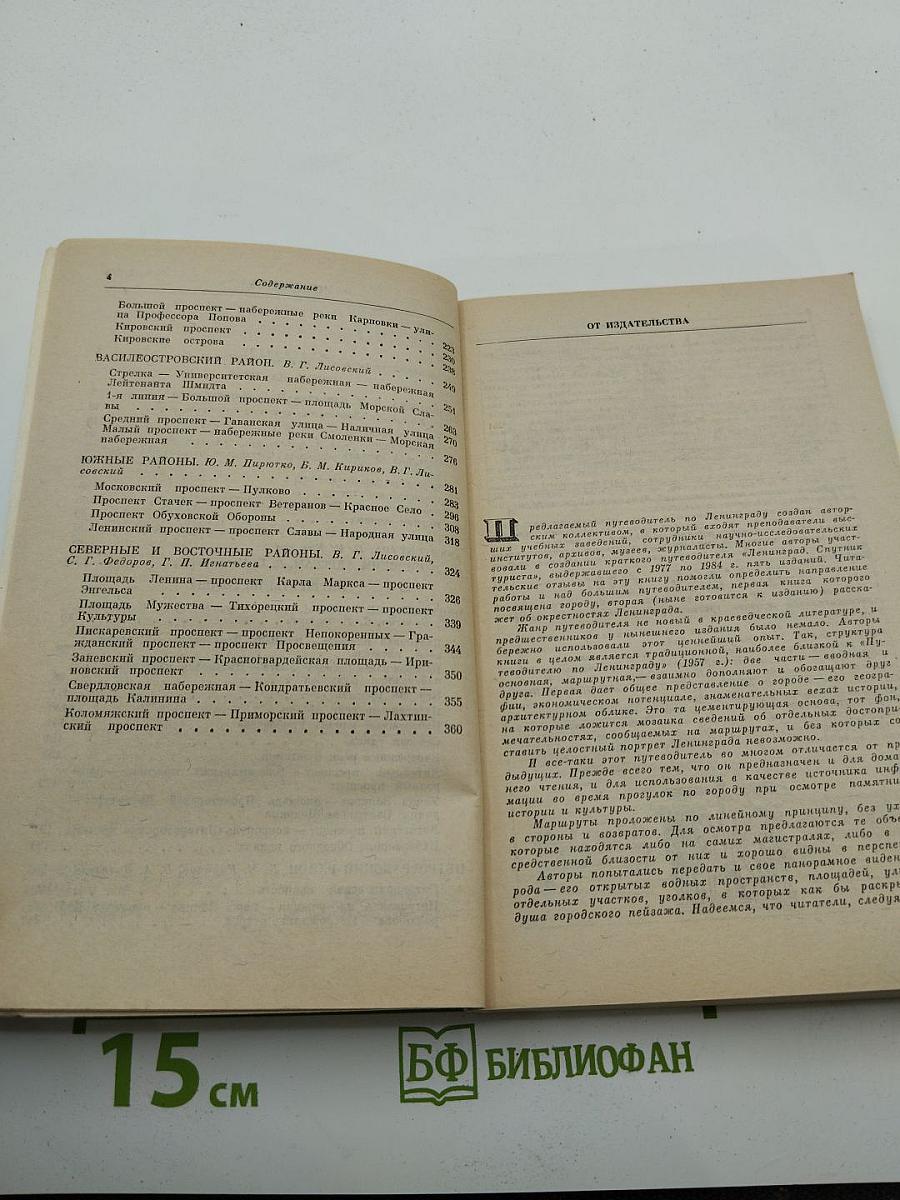 4
Содержание
Большой проспект — набережные реки Карповки — ули-
ца Профессора Попова 223
Кировский проспект 230
Кировские острова 238
ВАСИЛЕОСТРОВСКИЙ РАЙОН. В. Г. Лисовский 249
Стрелка — Университетская набережная — набережная
Лейтенанта Шмидта 251
1-я линия — Большой проспект — площадь Морской Сла-
вы 263
Средний проспект — Гаванская улица — Наличная улица 270
Малый проспект — набережные реки Смоленки — Морская
набережная 276
ЮЖНЫЕ РАЙОНЫ. Ю. М. Пирютко, Б. М. Кириков, В. Г. Ли-
совский 281
Московский проспект — Пулково 283
Проспект Стачек — проспект Ветеранов — Красное Село 296
Проспект Обуховской Обороны 308
Ленинский проспект — проспект Славы — Народная улица 318
СЕВЕРНЫЕ И ВОСТОЧНЫЕ РАЙОНЫ. В. Г. Лисовский,
С. Г. Федоров, Г. П. Игнатьева 324
Площадь Ленина — проспект Карла Маркса — проспект
Энгельса 326
Площадь Мужества — Тихорецкий проспект — проспект
Культуры 339
Пискаревский проспект — проспект Непокоренных — Гра-
жданский проспект — проспект Просвещения 344
Заневский проспект — Красногвардейская площадь — Ири-
новский проспект 350
Свердловская набережная — Кондратьевский проспект —
площадь Калинина 355
Коломяжский проспект — Приморский проспект — Лахтин-
ский проспект 360
ОТ ИЗДАТЕЛЬСТВА
Предлагаемый путеводитель по Ленинграду создан автор-
ским коллективом, в который входят преподаватели выс-
ших учебных заведений, сотрудники научно-исследовательских
институтов, архивов, музеев, журналисты. Многие авторы участ-
вовали в создании краткого путеводителя «Ленинград. Спутник
туриста», выдержавшего с 1977 по 1984 г. пять изданий. Чита-
тельские отзывы на эту книгу помогли определить направление
работы и над большим путеводителем, первая книга которого
посвящена городу, вторая (ныне готовится к изданию) расска-
жет об окрестностях Ленинграда.
Жанр путеводителя не новый в краеведческой литературе, и
предшественников у нынешнего издания было немало. Авторы
бережно использовали этот ценнейший опыт. Так, структура
книги в целом является традиционной, наиболее близкой к «Пу-
теводителю по Ленинграду» (1957 г.): две части — вводная и
основная, маршрутная,— взаимно дополняют и обогащают друг
друга. Первая дает общее представление о городе — его геогра-
фии, экономическом потенциале, знаменательных вехах истории,
архитектурном облике. Это та цементирующая основа, тот фон,
на которые ложится мозаика сведений об отдельных достопри
мечательностях, сообщаемых на маршрутах, и без которых со
ставить целостный портрет Ленинграда невозможно.
И все-таки этот путеводитель во многом отличается от пр
дыдущих. Прежде всего тем, что он предназначен и для дома
него чтения, и для использования в качестве источника инф
мации во время прогулок по городу при осмотре памятни
истории и культуры.
Маршруты проложены по линейному принципу, без ух
в стороны и возвратов. Для осмотра предлагаются те объе
которые находятся либо на самих магистралях, либо в
средственной близости от них и хорошо видны в перспе
Авторы попытались передать и свое панорамное виден
рода — его открытых водных пространств, площадей, ули
отдельных участков, уголков, в которых как бы раскры
душа городского пейзажа. Надеемся, что читатели, следуя
15 см
БФ БИБЛИОФАН